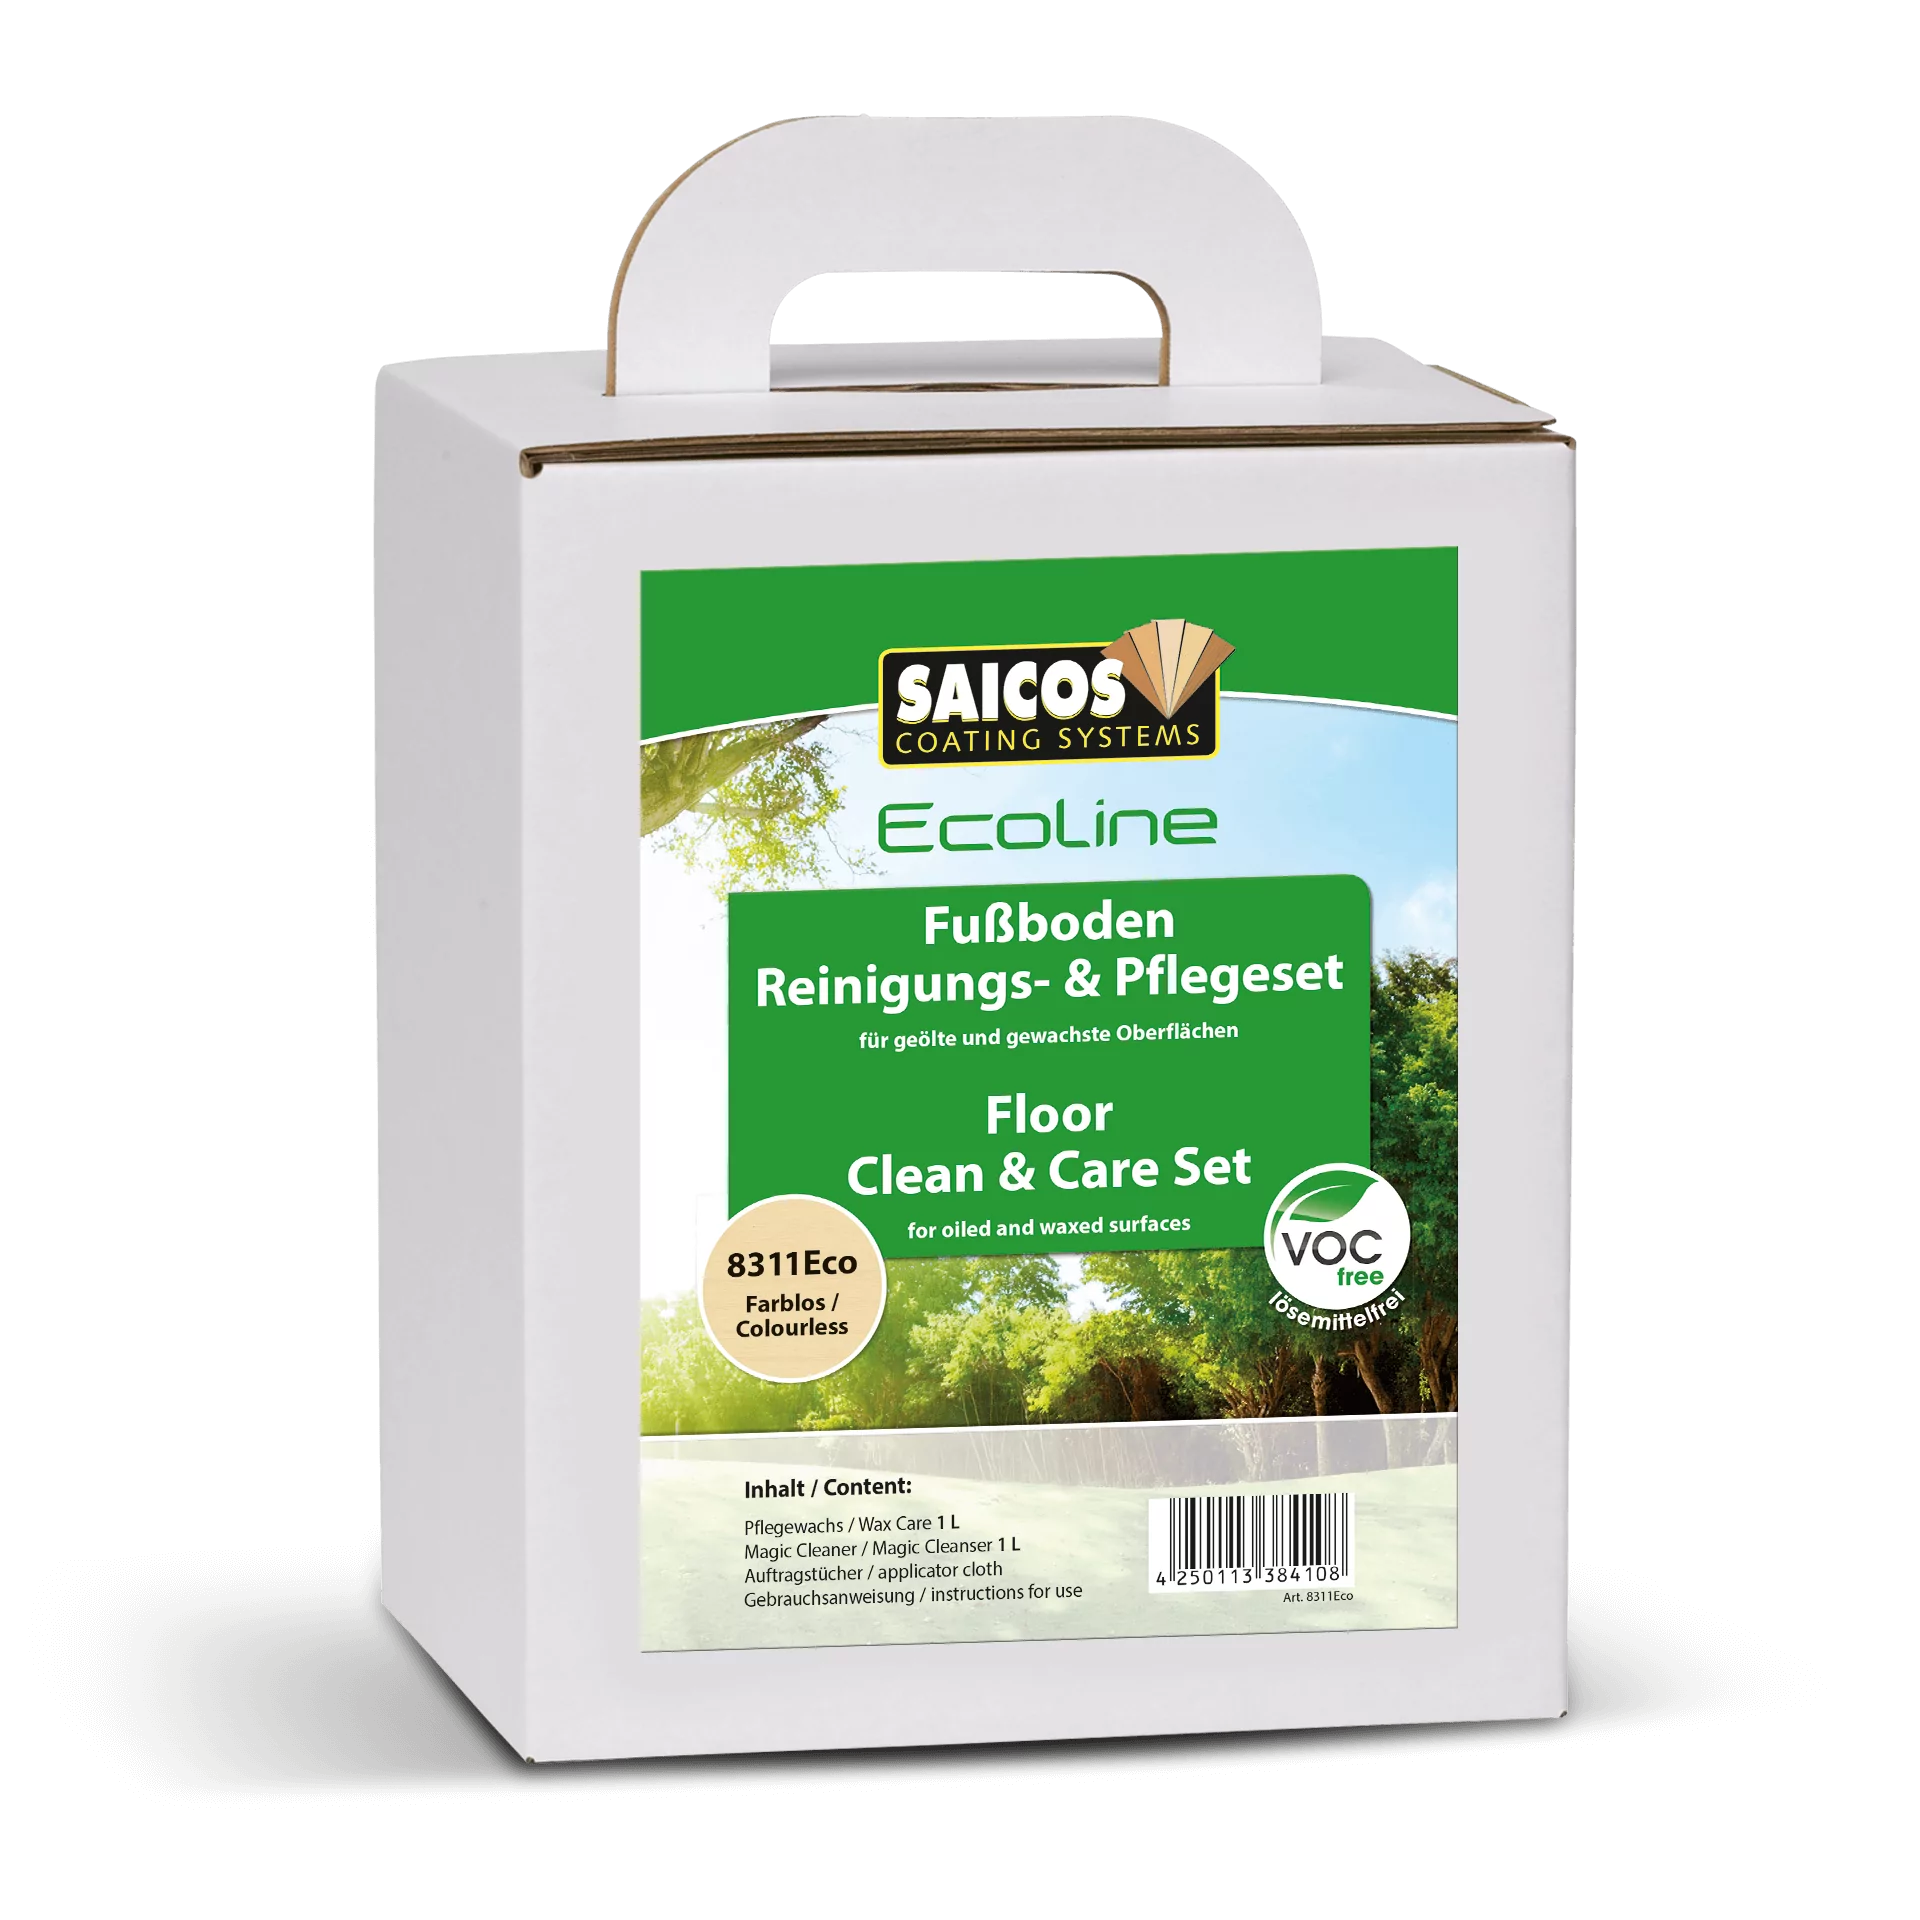 SAICOS
COATING SYSTEMS
EcoLine
Fußboden
Reinigungs- & Pflegeset
für geölte und gewachste Oberflächen
Floor
Clean & Care Set
for oiled and waxed surfaces
8311Eco
Farblos /
Colourless
VOC
free
lösemittelfrei
Inhalt / Content:
Pflegewachs / Wax Care 1 L
Magic Cleaner / Magic Cleanser 1 L
Auftragstücher / applicator cloth
Gebrauchsanweisung / instructions for use
4 250113 384108
Art. 8311Eco